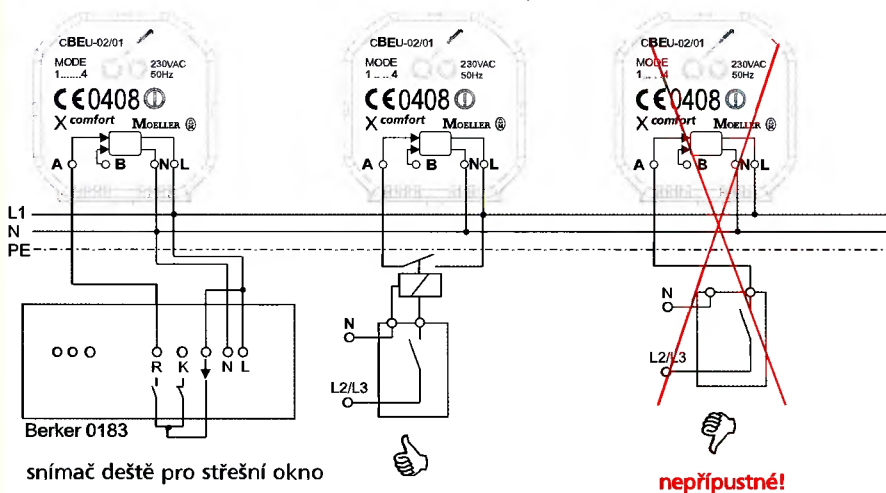 CBEU-02/01
MODE 230VAC
1......4 50Hz
CE0408
X comfort MOELLER
A B N L
CBEU-02/01
MODE 230VAC
1....4 50Hz
CE0408
X comfort MOELLER
A B N L
CBEU-02/01
MODE 230VAC
1....4 50Hz
CE0408
X comfort MOELLER
A B N L
L1
N
PE
R K N L
Berker 0183
snímač deště pro střešní okno
N
L2/L3
N
L2/L3
nepřípustné!